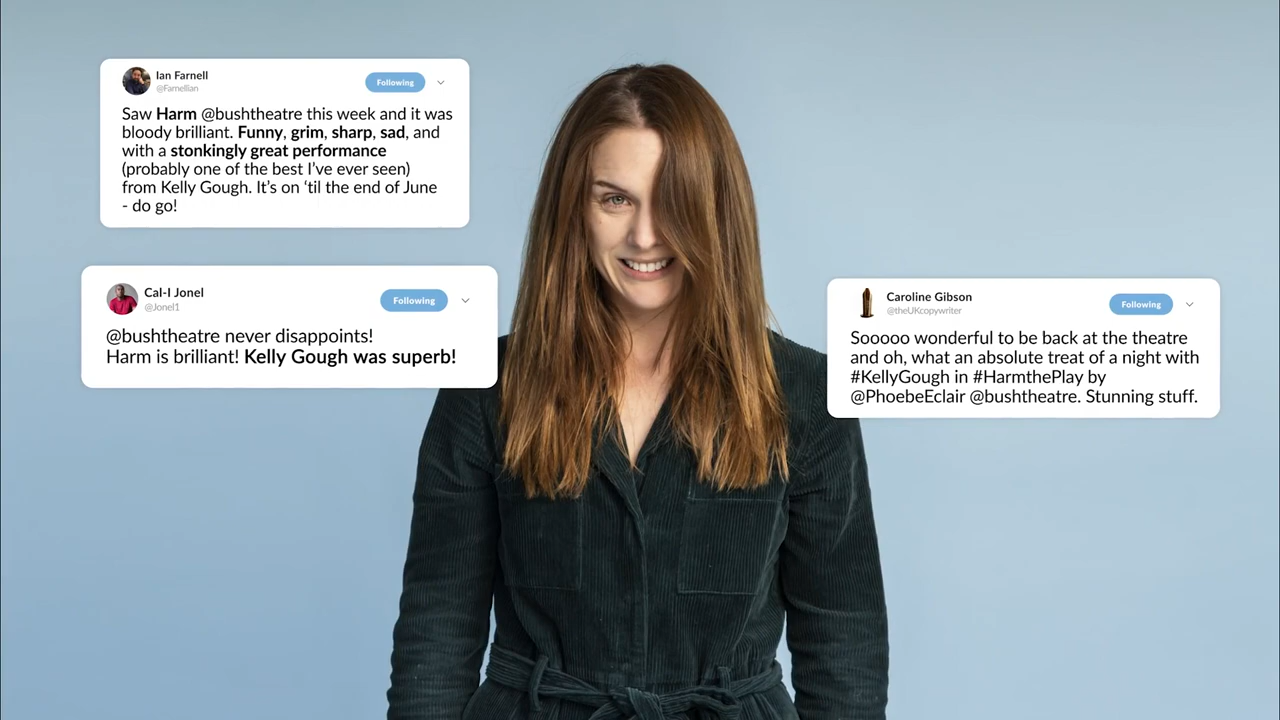 Ian Farnell
@Farnellian
Following
Saw Harm @bushtheatre this week and it was
bloody brilliant. Funny, grim, sharp, sad, and
with a stonkingly great performance
(probably one of the best I've ever seen)
from Kelly Gough. It's on 'til the end of June
- do go!
Cal-I Jonel
@Jonel1
Following
@bushtheatre never disappoints!
Harm is brilliant! Kelly Gough was superb!
Caroline Gibson
@theUKcopywriter
Following
Sooooo wonderful to be back at the theatre
and oh, what an absolute treat of a night with
#KellyGough in #HarmthePlay by
@PhoebeEclair @bushtheatre. Stunning stuff.